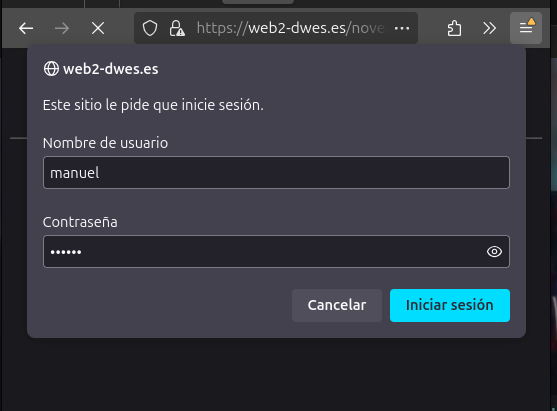 https://web2-dwes.es/nove
web2-dwes.es
Este sitio le pide que inicie sesión.
Nombre de usuario
manuel
Contraseña
••••••
Cancelar
Iniciar sesión